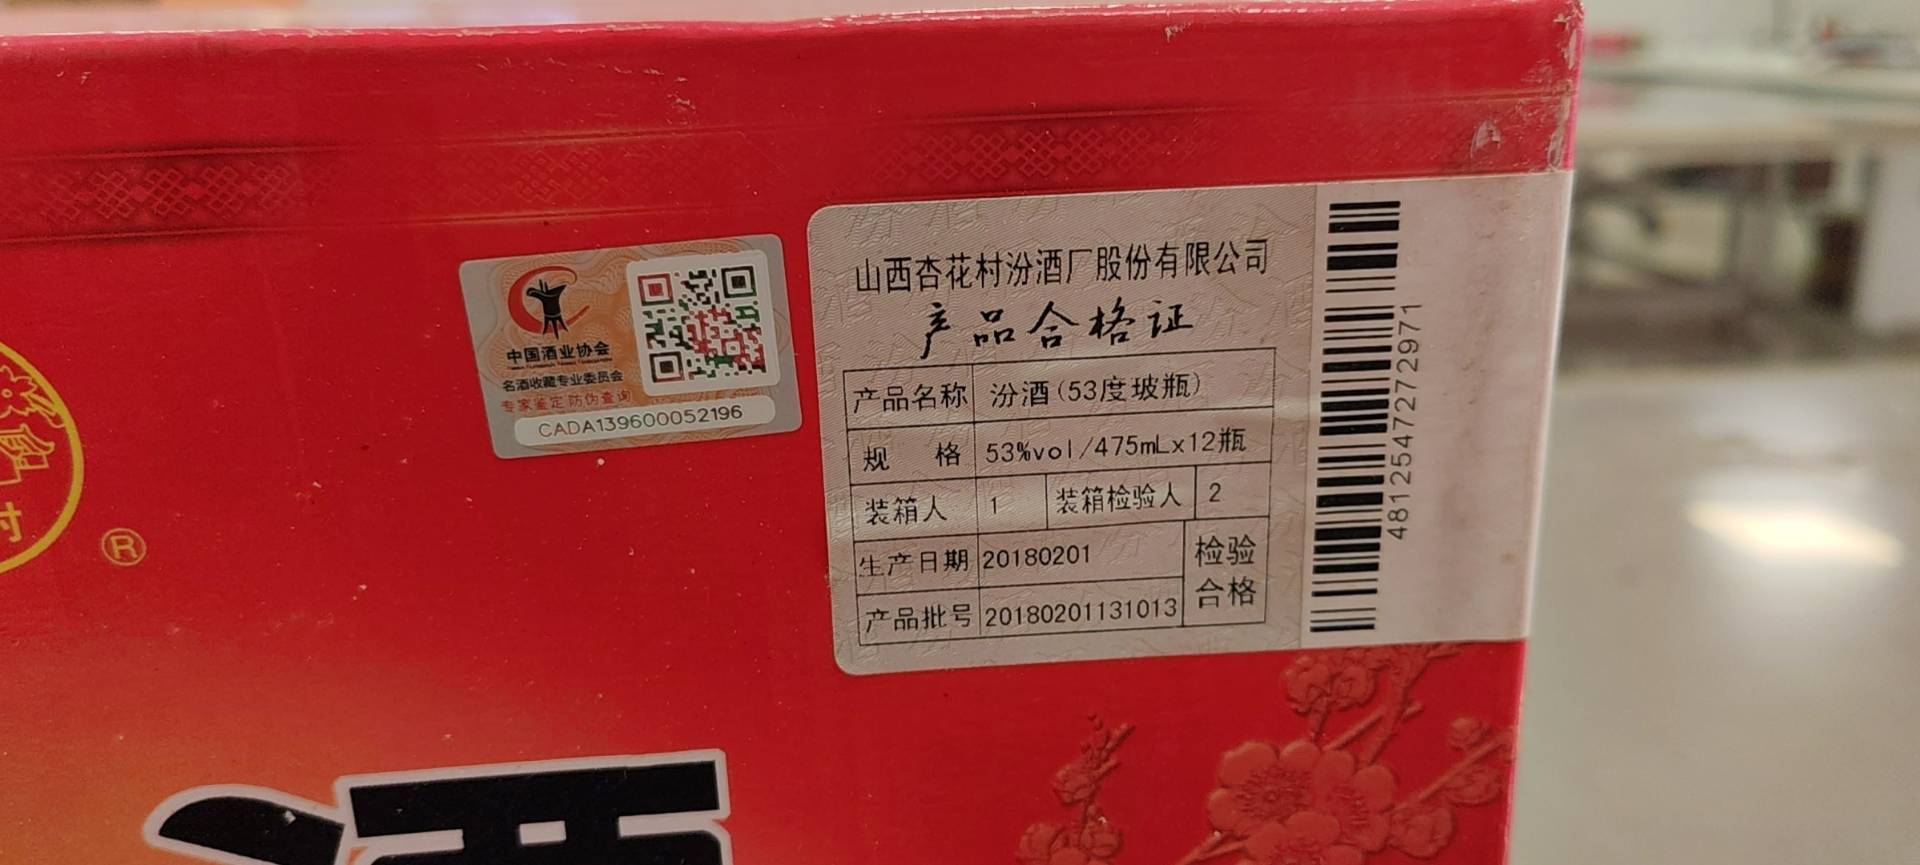 中国酒业协会
名酒收藏专业委员会
专家鉴定 防伪查询
CADA139600052196
山西杏花村汾酒厂股份有限公司
产品合格证
产品名称 汾酒(53度玻瓶)
规 格 53%vol/475mLx12瓶
装箱人 1 装箱检验人 2
生产日期 20180201 检验合格
产品批号 20180201131013
4812547272971
村
®
酒